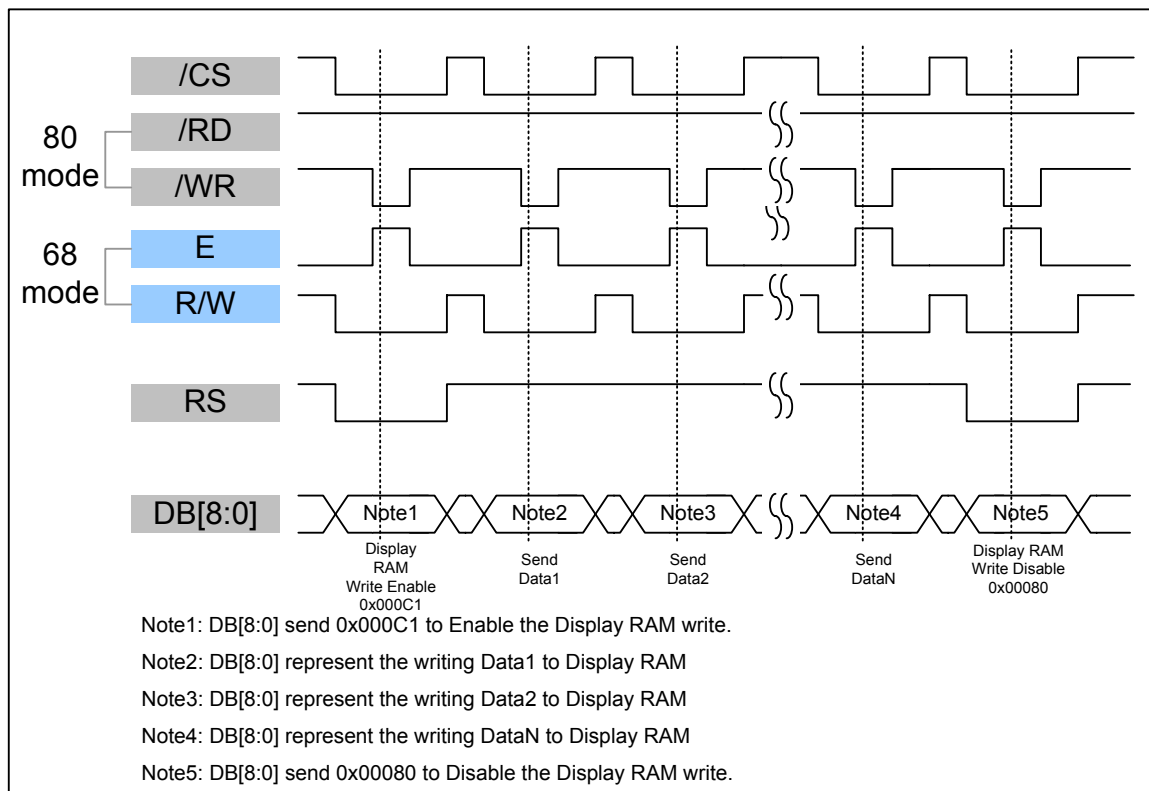 /CS
80
mode
/RD
/WR
68
mode
E
R/W
RS
DB[8:0]
Note1
Note2
Note3
Note4
Note5
Display
RAM
Write Enable
0x000C1
Send
Data1
Send
Data2
Send
DataN
Display RAM
Write Disable
0x00080
Note1: DB[8:0] send 0x000C1 to Enable the Display RAM write.
Note2: DB[8:0] represent the writing Data1 to Display RAM
Note3: DB[8:0] represent the writing Data2 to Display RAM
Note4: DB[8:0] represent the writing DataN to Display RAM
Note5: DB[8:0] send 0x00080 to Disable the Display RAM write.